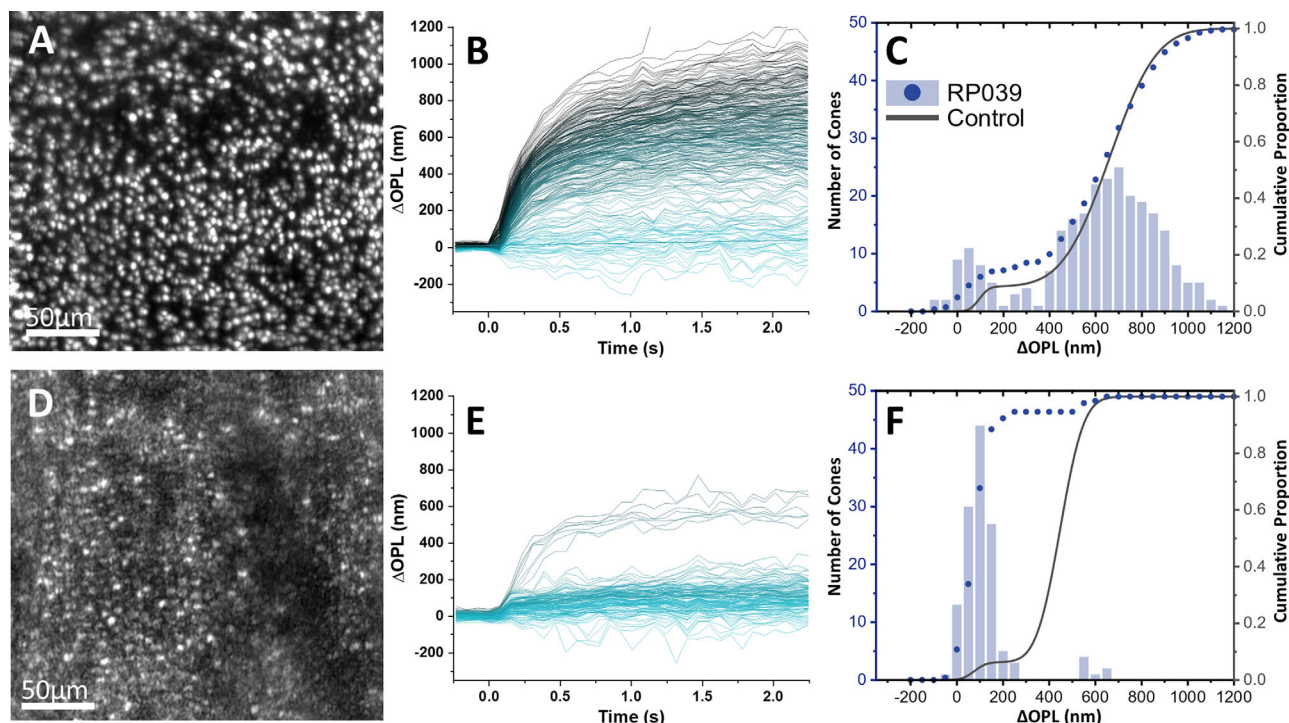 A
50µm
B
1200
1000
800
600
400
200
0
-200
ΔOPL (nm)
0.0 0.5 1.0 1.5 2.0
Time (s)
C
RP039
Control
50
40
30
20
10
0
Number of Cones
1.0
0.8
0.6
0.4
0.2
0.0
Cumulative Proportion
-200 0 200 400 600 800 1000 1200
ΔOPL (nm)
D
50µm
E
1200
1000
800
600
400
200
0
-200
ΔOPL (nm)
0.0 0.5 1.0 1.5 2.0
Time (s)
F
50
40
30
20
10
0
Number of Cones
1.0
0.8
0.6
0.4
0.2
0.0
Cumulative Proportion
-200 0 200 400 600 800 1000 1200
ΔOPL (nm)